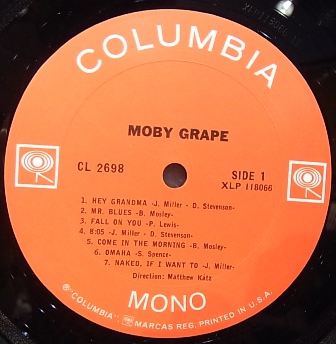 COLUMBIA
MOBY GRAPE
CL 2698
SIDE 1
XLP 118066
1. HEY GRANDMA -J. Miller - D. Stevenson-
2. MR. BLUES -B. Mosley-
3. FALL ON YOU -P. Lewis-
4. 8:05 -J. Miller - D. Stevenson-
5. COME IN THE MORNING -B. Mosley-
6. OMAHA -S. Spence-
7. NAKED, IF I WANT TO -J. Miller-
Direction: Matthew Katz
MONO
® "COLUMBIA" MARCAS REG. PRINTED IN U.S.A.